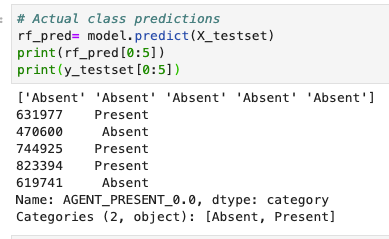 # Actual class predictions
rf_pred= model.predict(X_testset)
print(rf_pred[0:5])
print(y_testset[0:5])
['Absent' 'Absent' 'Absent' 'Absent' 'Absent']
631977    Present
470600     Absent
744925    Present
823394    Present
619741     Absent
Name: AGENT_PRESENT_0.0, dtype: category
Categories (2, object): [Absent, Present]